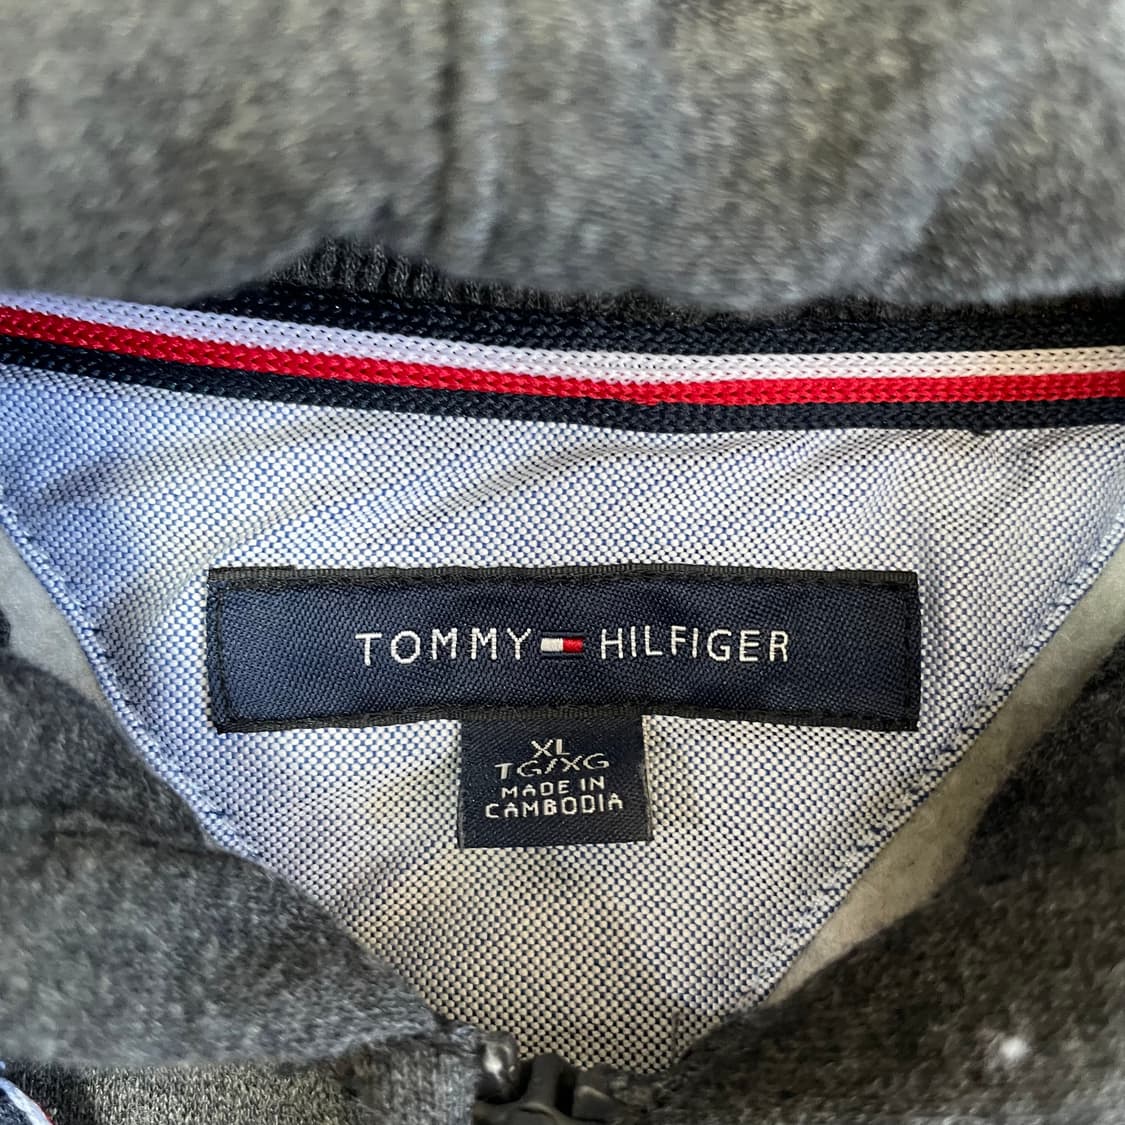 TOMMY HILFIGER
XL
TG/XG
MADE IN
CAMBODIA